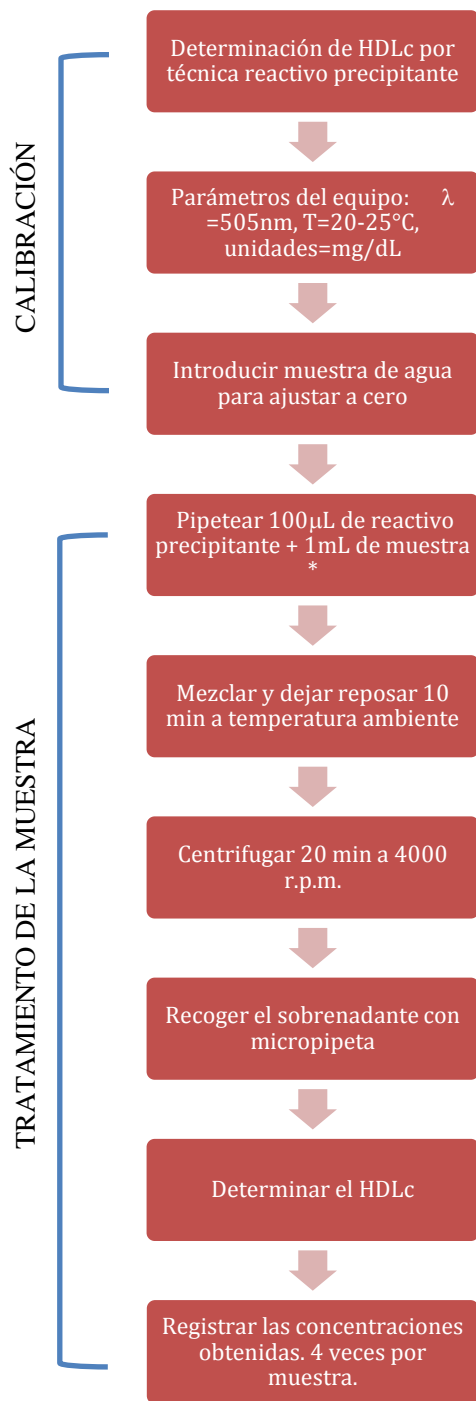 CALIBRACIÓN
Determinación de HDLc por
técnica reactivo precipitante
Parámetros del equipo: λ
=505nm, T=20-25°C,
unidades=mg/dL
Introducir muestra de agua
para ajustar a cero
TRATAMIENTO DE LA MUESTRA
Pipetear 100μL de reactivo
precipitante + 1mL de muestra
*
Mezclar y dejar reposar 10
min a temperatura ambiente
Centrifugar 20 min a 4000
r.p.m.
Recoger el sobrenadante con
micropipeta
Determinar el HDLc
Registrar las concentraciones
obtenidas. 4 veces por
muestra.